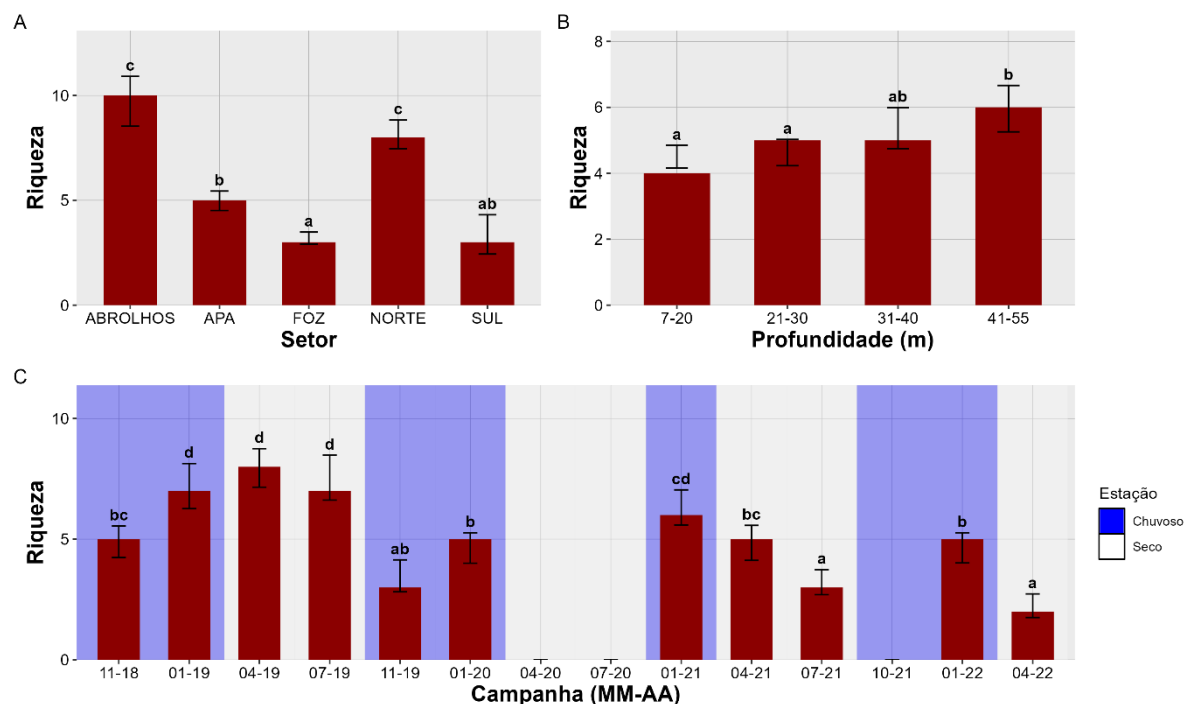 A
Riqueza
10
5
0
c
b
a
c
ab
ABROLHOS APA FOZ NORTE SUL
Setor
B
Riqueza
8
6
4
2
0
a
a
ab
b
7-20 21-30 31-40 41-55
Profundidade (m)
C
Riqueza
10
5
0
bc
d
d
d
ab
b
cd
bc
a
b
a
11-18 01-19 04-19 07-19 11-19 01-20 04-20 07-20 01-21 04-21 07-21 10-21 01-22 04-22
Campanha (MM-AA)
Estação
Chuvoso
Seco